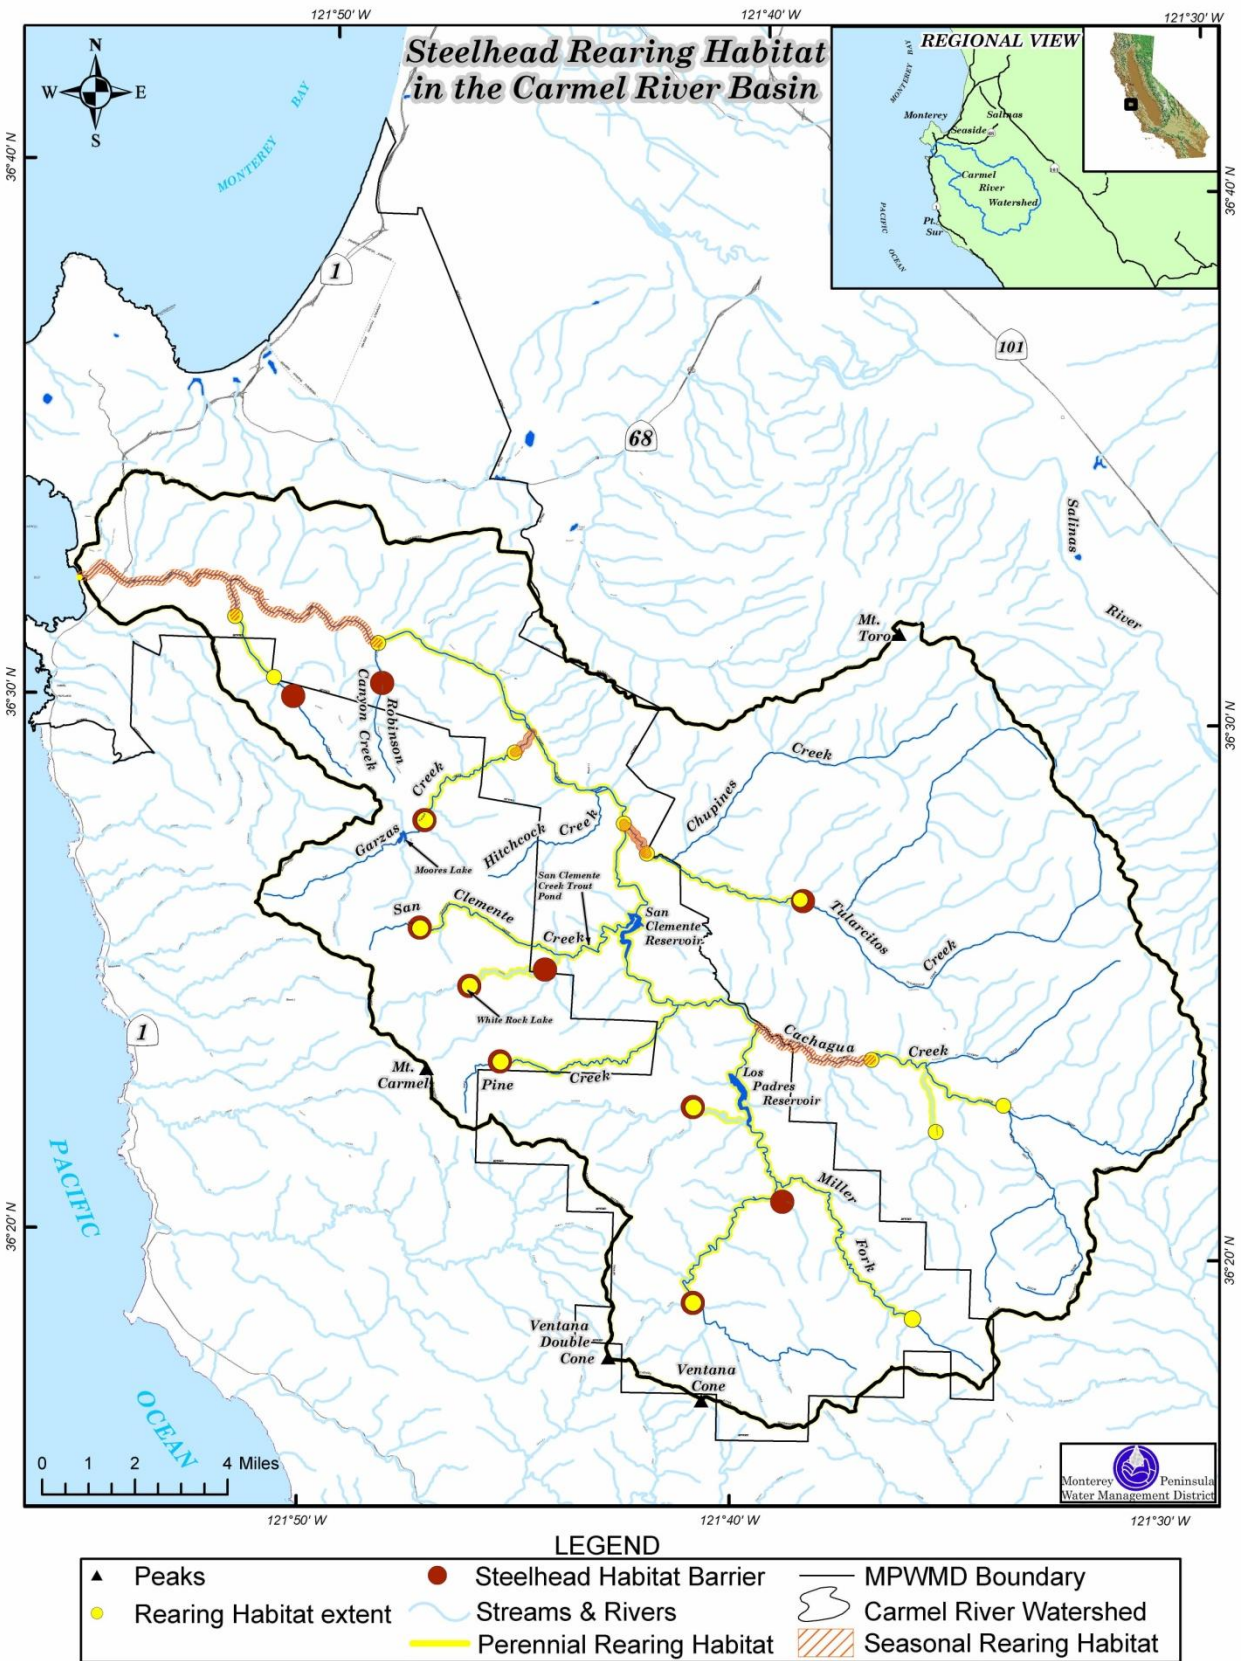 121°50' W
121°40' W
121°30' W
Steelhead Rearing Habitat
in the Carmel River Basin
N
W
E
S
MONTEREY
BAY
REGIONAL VIEW
MONTEREY
BAY
Monterey
Salinas
Seaside
Carmel
River
Watershed
Pt.
Sur
PACIFIC
OCEAN
36°40' N
36°40' N
1
101
68
Salinas
River
Mt.
Toro
36°30' N
36°30' N
Canyon Creek
Robinson
Creek
Garzas
Moores Lake
Hitchcock
Creek
Chupines
Creek
San Clemente
Creek Trout
Pond
San
Clemente
Creek
San
Clemente
Reservoir
Tularcitos
Creek
White Rock Lake
1
Mt.
Carmel
Pine
Creek
Cachagua
Creek
Los
Padres
Reservoir
Miller
Fork
PACIFIC
OCEAN
36°20' N
36°20' N
Ventana
Double
Cone
Ventana
Cone
0 1 2 4 Miles
Monterey Peninsula
Water Management District
121°50' W
121°40' W
121°30' W
LEGEND
Peaks
Steelhead Habitat Barrier
MPWMD Boundary
Rearing Habitat extent
Streams & Rivers
Carmel River Watershed
Perennial Rearing Habitat
Seasonal Rearing Habitat